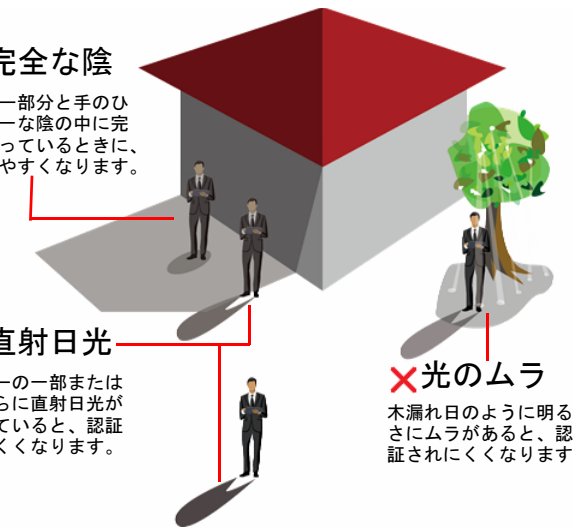 完全な陰
一部分と手のひ
ーな陰の中に完
っているときに、
やすくなります。
直射日光
ーの一部または
らに直射日光が
ていると、認証
くくなります。
光のムラ
木漏れ日のように明る
さにムラがあると、認
証されにくくなります